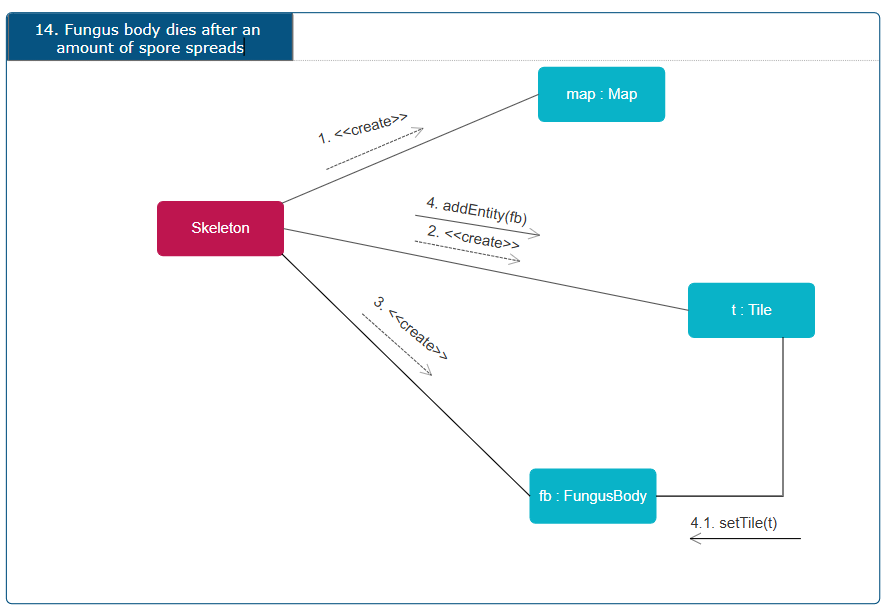 14. Fungus body dies after an
amount of spore spreads
map : Map
1. <<create>>
4. addEntity(fb)
Skeleton
2. <<create>>
3. <<create>>
t : Tile
fb : FungusBody
4.1. setTile(t)